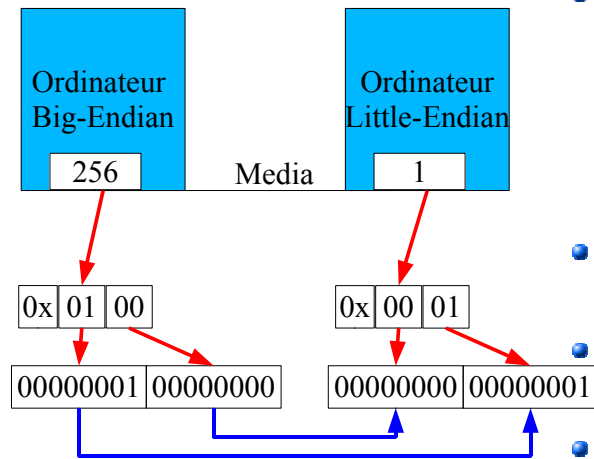 Ordinateur
Big-Endian
256
Media
Ordinateur
Little-Endian
1
0x 01 00
0x 00 01
00000001 00000000
00000000 00000001